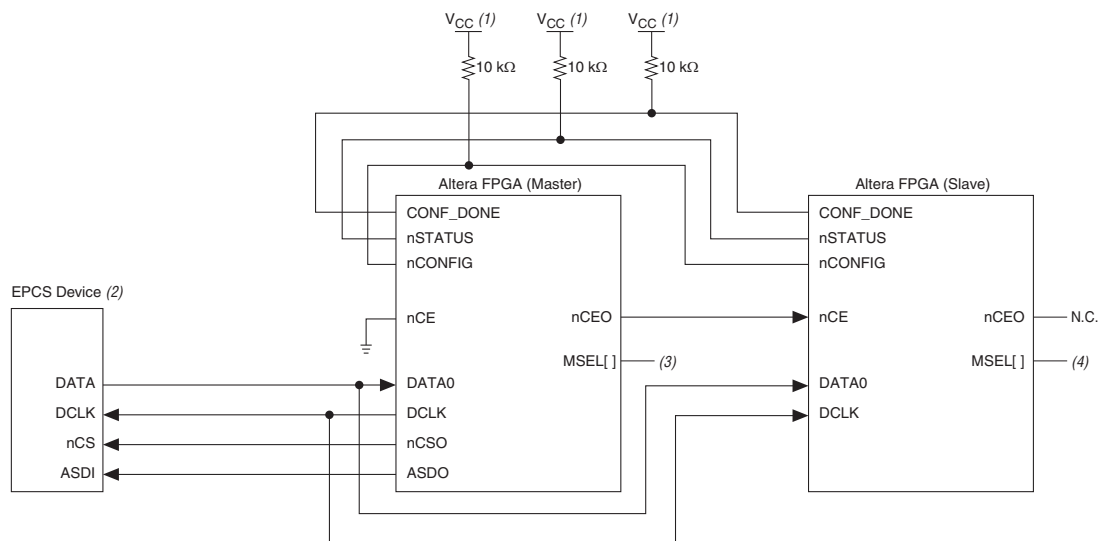 VCC (1) VCC (1) VCC (1)
10 kΩ 10 kΩ 10 kΩ
Altera FPGA (Master)
CONF_DONE
nSTATUS
nCONFIG
nCE
nCEO
MSEL[ ] (3)
DATA0
DCLK
nCSO
ASDO
Altera FPGA (Slave)
CONF_DONE
nSTATUS
nCONFIG
nCE
nCEO N.C.
MSEL[ ] (4)
DATA0
DCLK
EPCS Device (2)
DATA
DCLK
nCS
ASDI